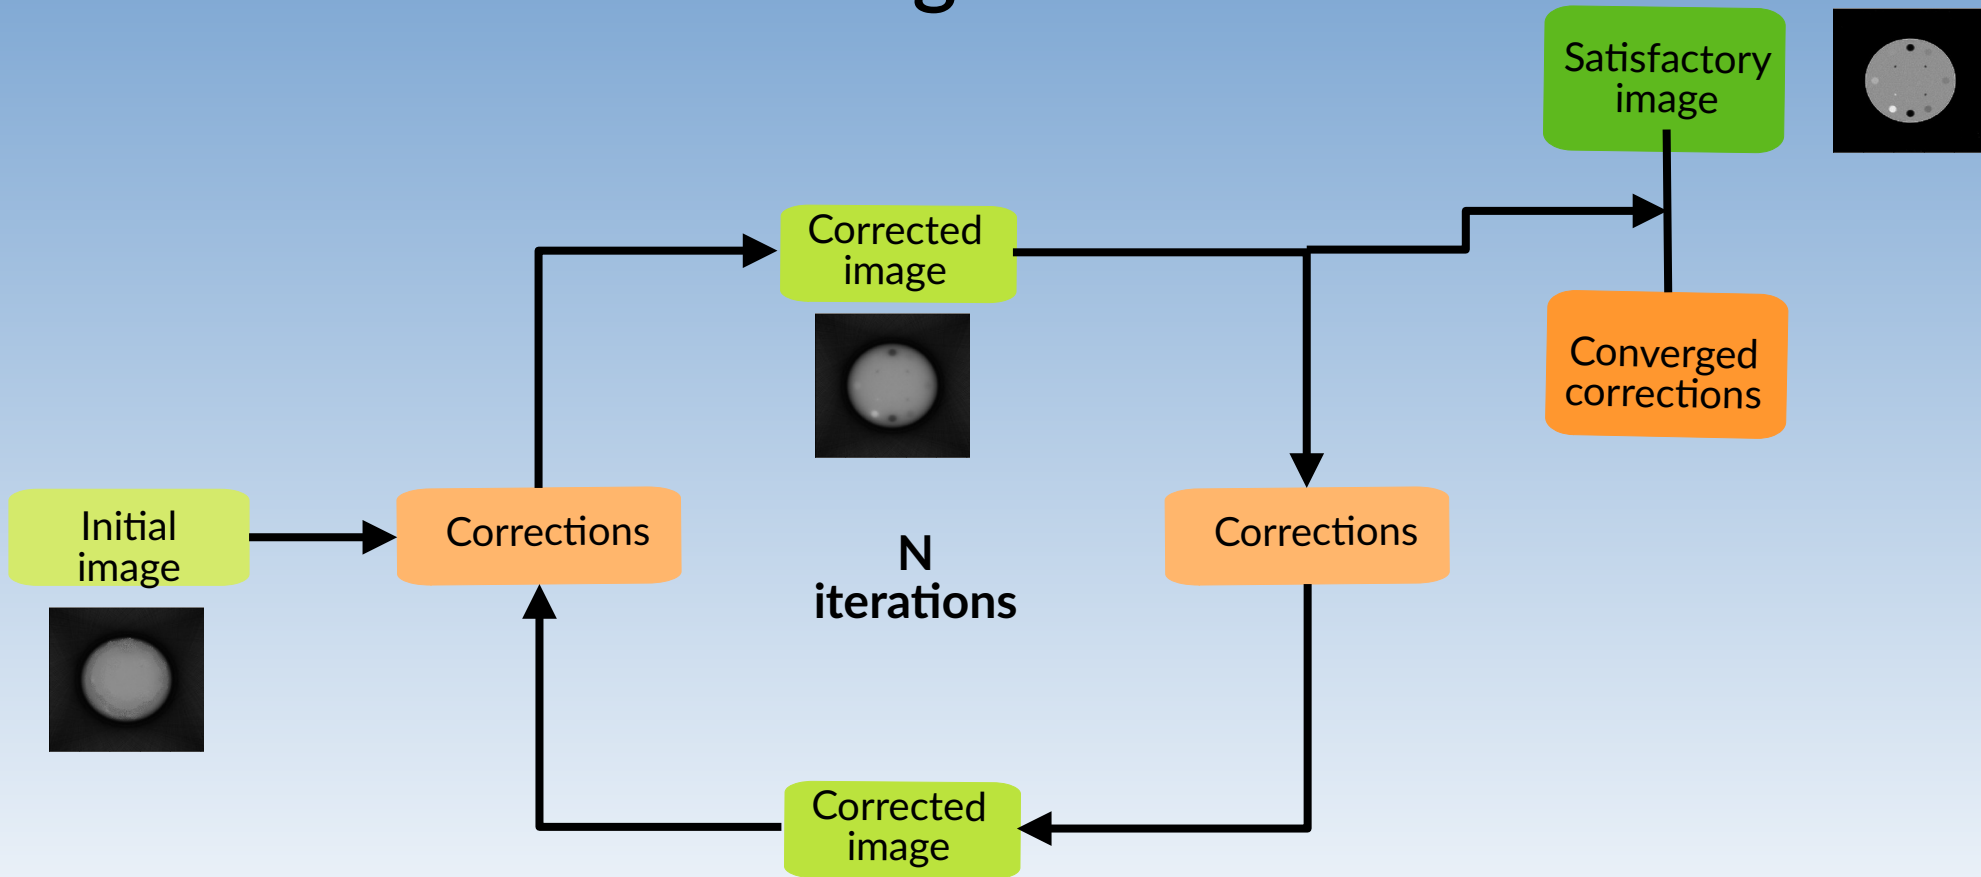 Satisfactory
image
Corrected
image
Converged
corrections
Initial
image
Corrections
N
iterations
Corrections
Corrected
image